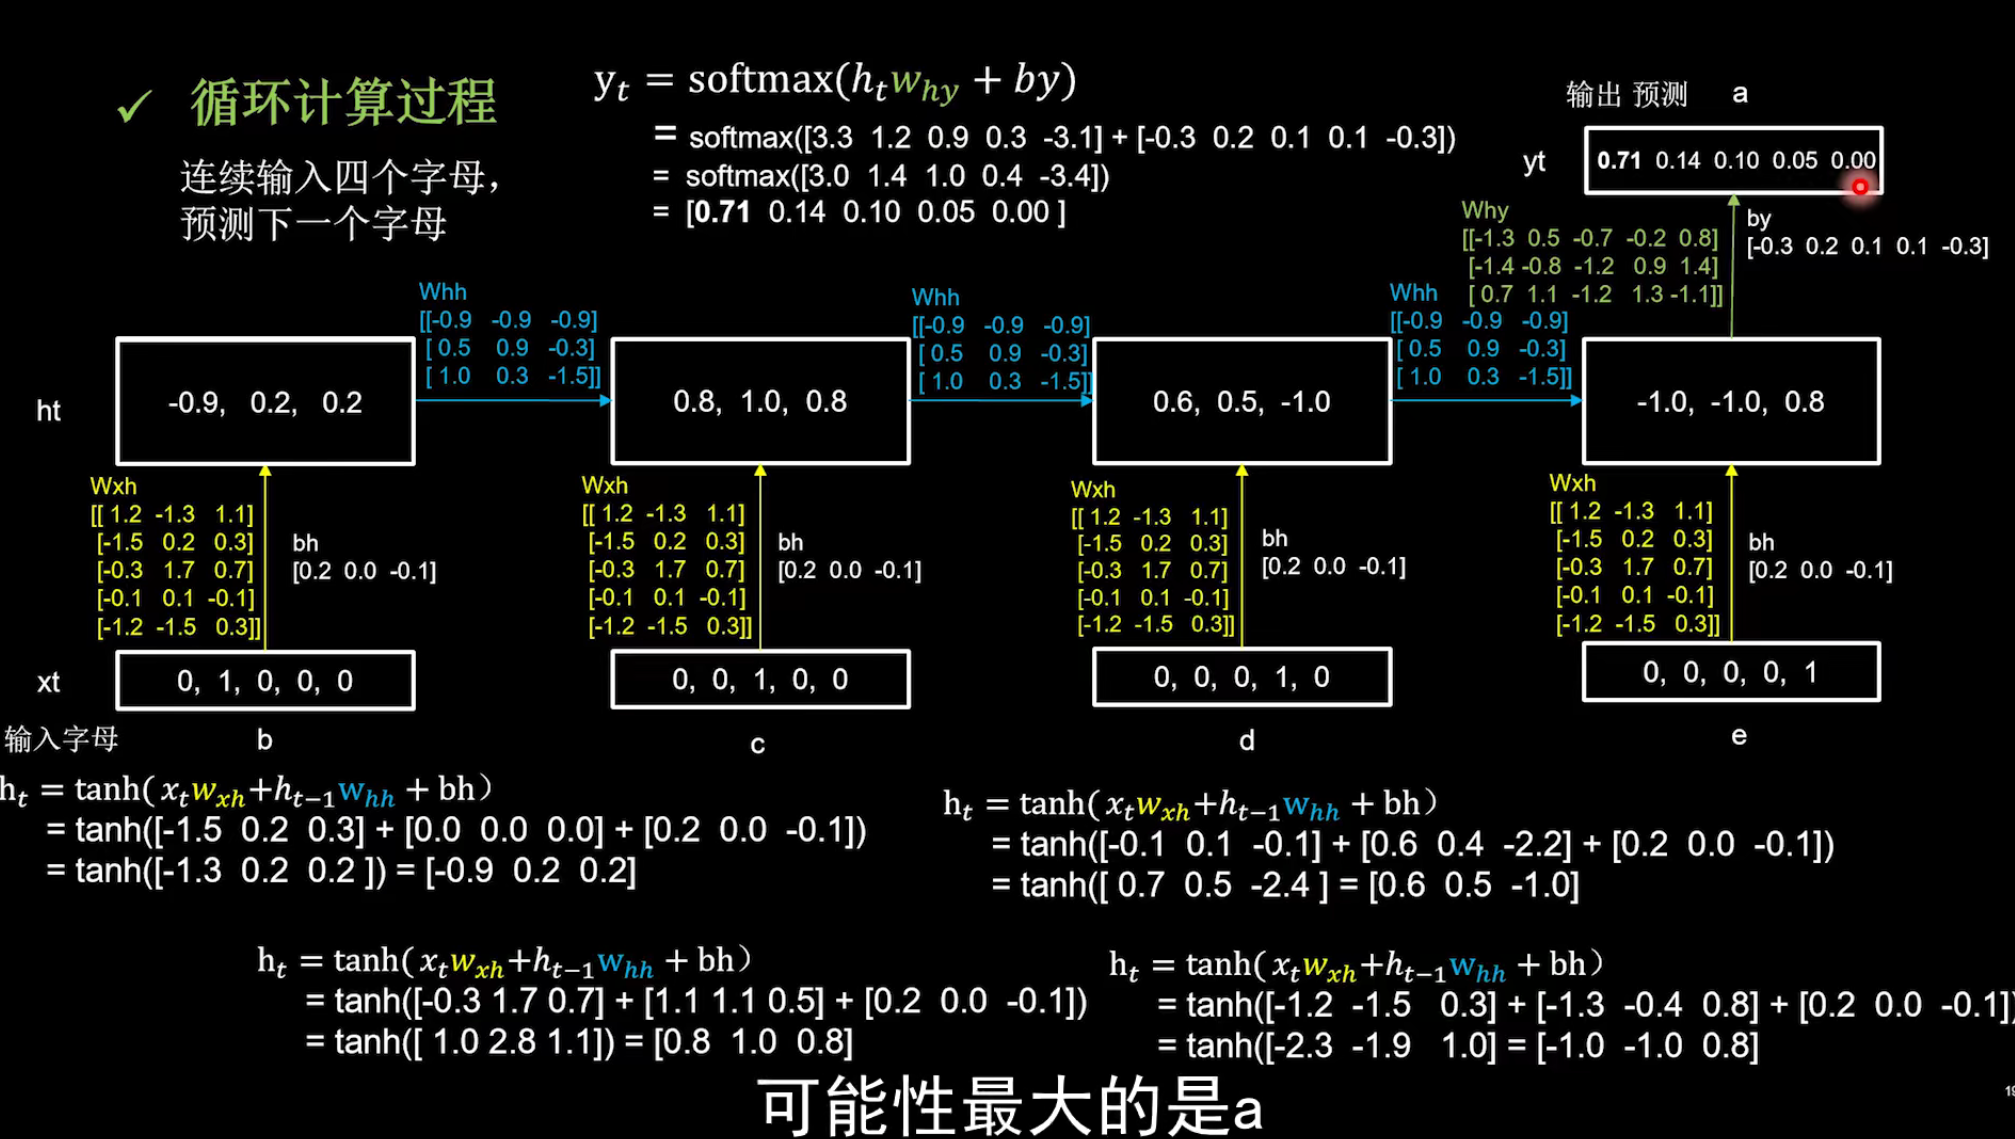 ✓ 循环计算过程
连续输入四个字母，
预测下一个字母
y_t = softmax(h_t w_hy + by)
= softmax([3.3 1.2 0.9 0.3 -3.1] + [-0.3 0.2 0.1 0.1 -0.3])
= softmax([3.0 1.4 1.0 0.4 -3.4])
= [0.71 0.14 0.10 0.05 0.00 ]
输出 预测 a
yt
0.71 0.14 0.10 0.05 0.00
Why
[[-1.3 0.5 -0.7 -0.2 0.8]
[-1.4 -0.8 -1.2 0.9 1.4]
[ 0.7 1.1 -1.2 1.3 -1.1]]
by
[-0.3 0.2 0.1 0.1 -0.3]
Whh
[[-0.9 -0.9 -0.9]
[ 0.5 0.9 -0.3]
[ 1.0 0.3 -1.5]]
Whh
[[-0.9 -0.9 -0.9]
[ 0.5 0.9 -0.3]
[ 1.0 0.3 -1.5]]
Whh
[[-0.9 -0.9 -0.9]
[ 0.5 0.9 -0.3]
[ 1.0 0.3 -1.5]]
ht
-0.9, 0.2, 0.2
0.8, 1.0, 0.8
0.6, 0.5, -1.0
-1.0, -1.0, 0.8
Wxh
[[ 1.2 -1.3 1.1]
[-1.5 0.2 0.3]
[-0.3 1.7 0.7]
[-0.1 0.1 -0.1]
[-1.2 -1.5 0.3]]
bh
[0.2 0.0 -0.1]
Wxh
[[ 1.2 -1.3 1.1]
[-1.5 0.2 0.3]
[-0.3 1.7 0.7]
[-0.1 0.1 -0.1]
[-1.2 -1.5 0.3]]
bh
[0.2 0.0 -0.1]
Wxh
[[ 1.2 -1.3 1.1]
[-1.5 0.2 0.3]
[-0.3 1.7 0.7]
[-0.1 0.1 -0.1]
[-1.2 -1.5 0.3]]
bh
[0.2 0.0 -0.1]
Wxh
[[ 1.2 -1.3 1.1]
[-1.5 0.2 0.3]
[-0.3 1.7 0.7]
[-0.1 0.1 -0.1]
[-1.2 -1.5 0.3]]
bh
[0.2 0.0 -0.1]
xt
0, 1, 0, 0, 0
0, 0, 1, 0, 0
0, 0, 0, 1, 0
0, 0, 0, 0, 1
输入字母 b c d e
h_t = tanh( x_t w_xh+h_t−1 w_hh + bh）
= tanh([-1.5 0.2 0.3] + [0.0 0.0 0.0] + [0.2 0.0 -0.1])
= tanh([-1.3 0.2 0.2 ]) = [-0.9 0.2 0.2]
h_t = tanh( x_t w_xh+h_t−1 w_hh + bh）
= tanh([-0.1 0.1 -0.1] + [0.6 0.4 -2.2] + [0.2 0.0 -0.1])
= tanh([ 0.7 0.5 -2.4 ] = [0.6 0.5 -1.0]
h_t = tanh( x_t w_xh+h_t−1 w_hh + bh）
= tanh([-0.3 1.7 0.7] + [1.1 1.1 0.5] + [0.2 0.0 -0.1])
= tanh([ 1.0 2.8 1.1]) = [0.8 1.0 0.8]
h_t = tanh( x_t w_xh+h_t−1 w_hh + bh）
= tanh([-1.2 -1.5 0.3] + [-1.3 -0.4 0.8] + [0.2 0.0 -0.1])
= tanh([-2.3 -1.9 1.0] = [-1.0 -1.0 0.8]
可能性最大的是a